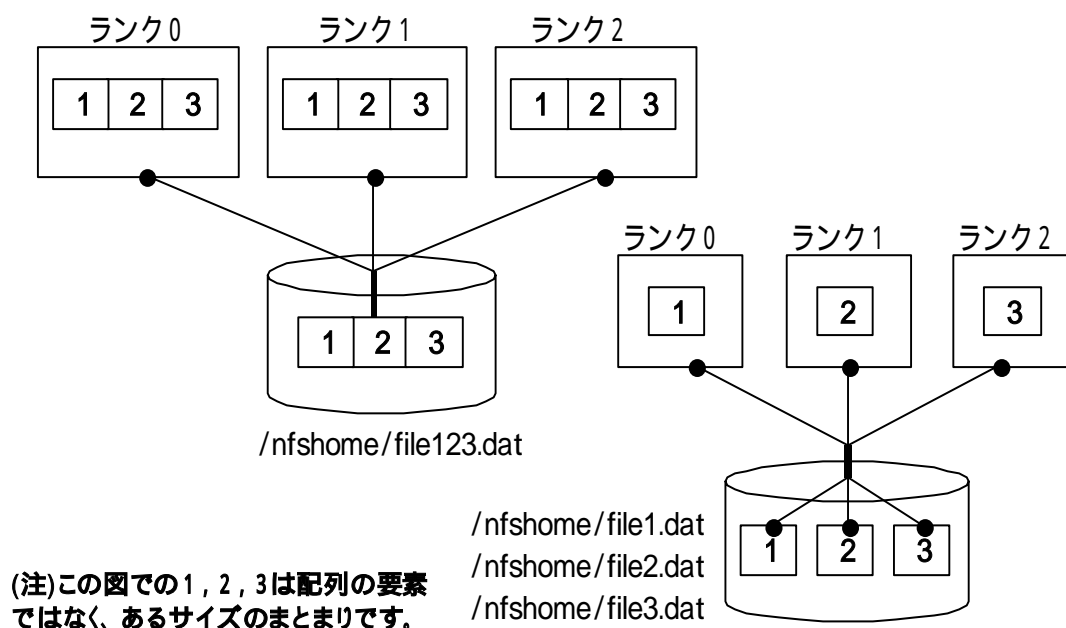 ランク0 ランク1 ランク2
1 2 3 1 2 3 1 2 3
1 2 3
/nfshome/file123.dat
ランク0 ランク1 ランク2
1 2 3
1 2 3
/nfshome/file1.dat
/nfshome/file2.dat
/nfshome/file3.dat
(注)この図での1,2,3は配列の要素
ではなく、あるサイズのまとまりです。